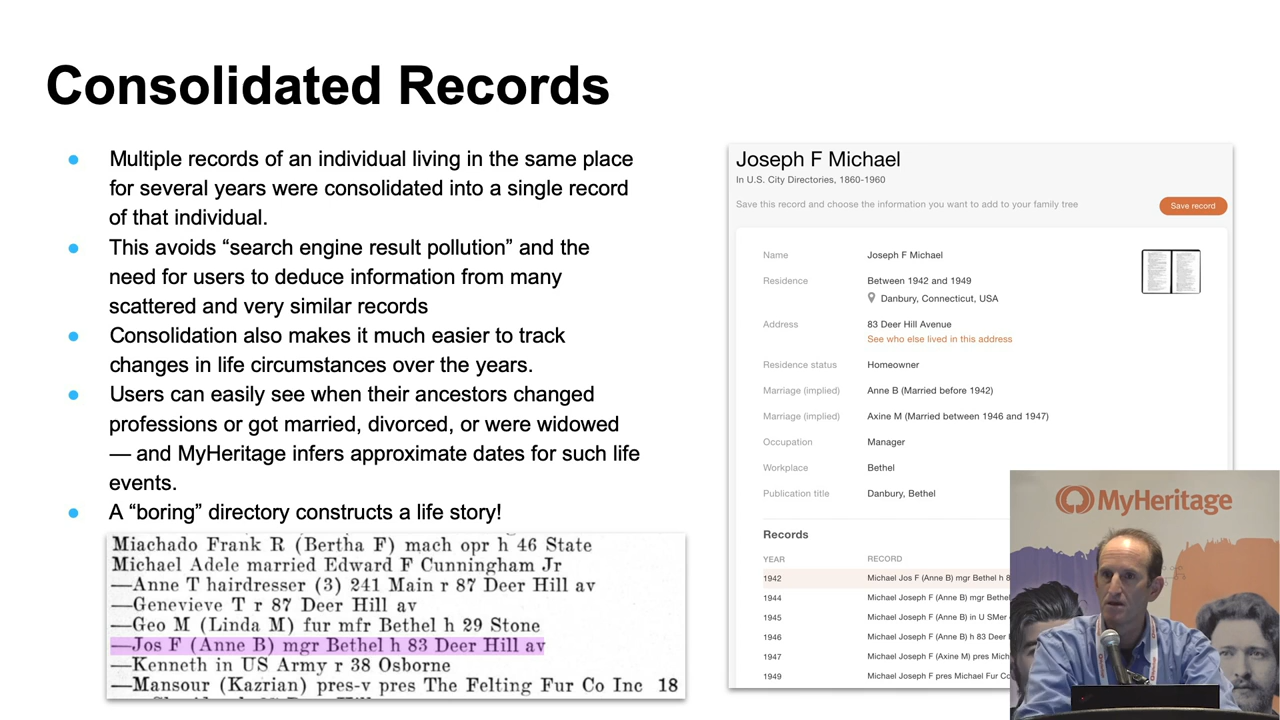 Consolidated Records
Multiple records of an individual living in the same place
for several years were consolidated into a single record
of that individual.
This avoids “search engine result pollution” and the
need for users to deduce information from many
scattered and very similar records
Consolidation also makes it much easier to track
changes in life circumstances over the years.
Users can easily see when their ancestors changed
professions or got married, divorced, or were widowed
— and MyHeritage infers approximate dates for such life
events.
A “boring” directory constructs a life story!
Miachado Frank R (Bertha F) mach opr h 46 State
Michael Adele married Edward F Cunningham Jr
—Anne T hairdresser (3) 241 Main r 87 Deer Hill av
—Genevieve T r 87 Deer Hill av
—Geo M (Linda M) fur mfr Bethel h 29 Stone
—Jos F (Anne B) mgr Bethel h 83 Deer Hill av
—Kenneth in US Army r 38 Osborne
—Mansour (Kazrian) pres-v pres The Felting Fur Co Inc 18
Joseph F Michael
In U.S. City Directories, 1860-1960
Save this record and choose the information you want to add to your family tree
Save record
Name Joseph F Michael
Residence Between 1942 and 1949
Danbury, Connecticut, USA
Address 83 Deer Hill Avenue
See who else lived in this address
Residence status Homeowner
Marriage (implied) Anne B (Married before 1942)
Marriage (implied) Axine M (Married between 1946 and 1947)
Occupation Manager
Workplace Bethel
Publication title Danbury, Bethel
Records
YEAR RECORD
1942 Michael Jos F (Anne B) mgr Bethel h 8
1944 Michael Joseph F (Anne B) mgr Bethel
1945 Michael Joseph F (Anne B) in U SMer
1946 Michael Joseph F (Anne B) h 83 Deer
1947 Michael Joseph F (Axine M) pres Mich
1949 Michael Joseph F pres Michael Fur Co
MyHeritage